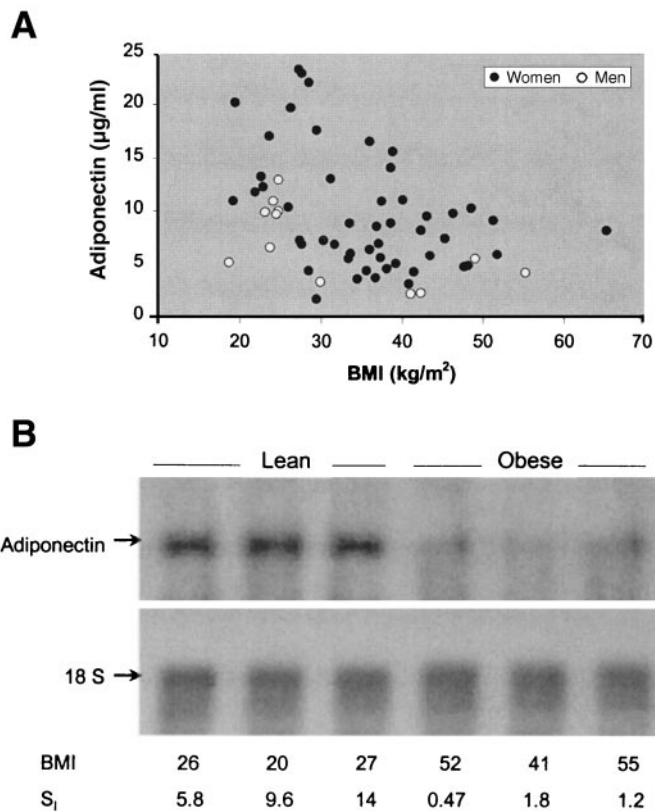 A
Adiponectin (µg/ml)
25
20
15
10
5
0
● Women ○ Men
10 20 30 40 50 60 70
BMI (kg/m²)
B
Lean Obese
Adiponectin →
18 S →
BMI 26 20 27 52 41 55
S_I 5.8 9.6 14 0.47 1.8 1.2